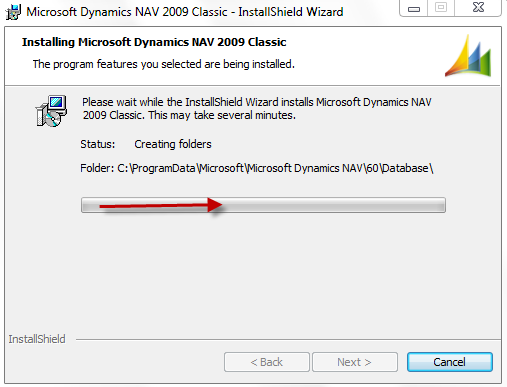 Microsoft Dynamics NAV 2009 Classic - InstallShield Wizard
Installing Microsoft Dynamics NAV 2009 Classic
The program features you selected are being installed.
Please wait while the InstallShield Wizard installs Microsoft Dynamics NAV
2009 Classic. This may take several minutes.
Status: Creating folders
Folder: C:\ProgramData\Microsoft\Microsoft Dynamics NAV\60\Database\
InstallShield
< Back Next > Cancel